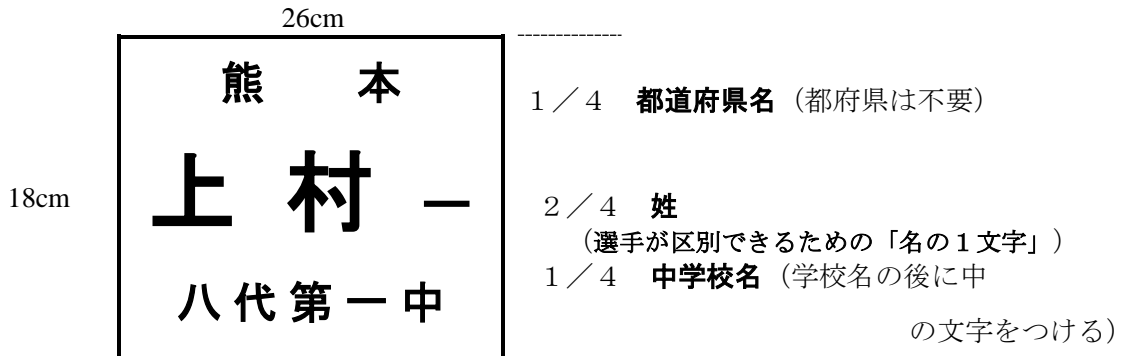 26cm
熊 本
1／4 都道府県名（都府県は不要）
上 村 一
18cm
2／4 姓
（選手が区別できるための「名の１文字」）
1／4 中学校名（学校名の後に中
八代第一中
の文字をつける）